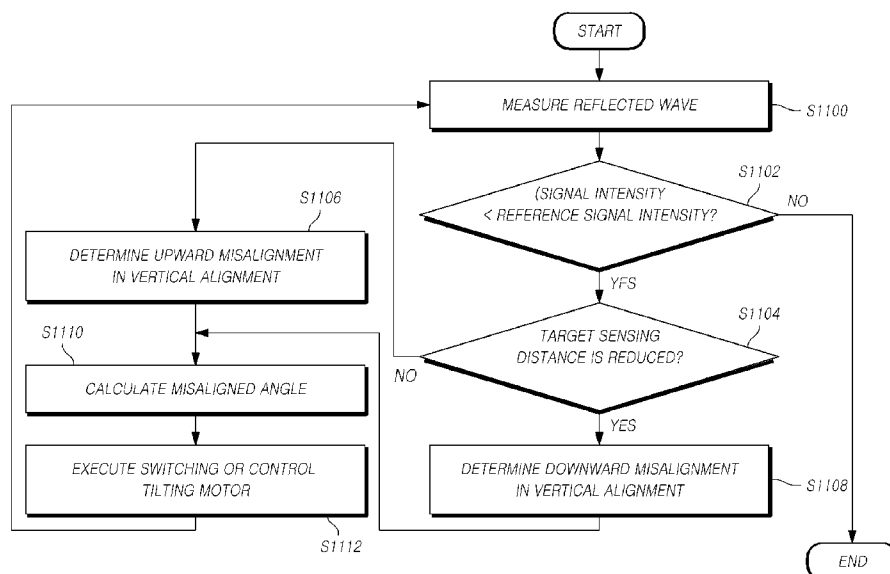 START
MEASURE REFLECTED WAVE
S1100
S1102
(SIGNAL INTENSITY
< REFERENCE SIGNAL INTENSITY?
NO
YFS
S1106
DETERMINE UPWARD MISALIGNMENT
IN VERTICAL ALIGNMENT
S1104
TARGET SENSING
DISTANCE IS REDUCED?
NO
YES
S1110
CALCULATE MISALIGNED ANGLE
EXECUTE SWITCHING OR CONTROL
TILTING MOTOR
S1112
DETERMINE DOWNWARD MISALIGNMENT
IN VERTICAL ALIGNMENT
S1108
END